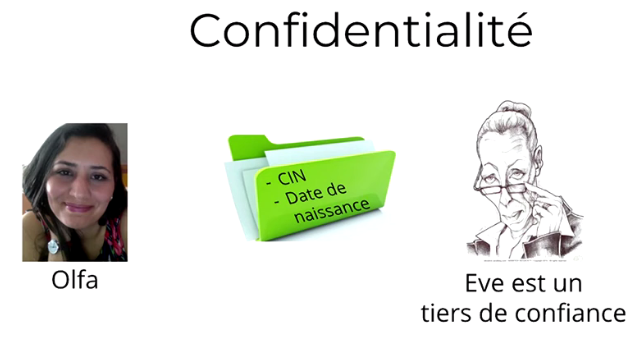 Confidentialité
- CIN
- Date de
naissance
Olfa
Eve est un
tiers de confiance